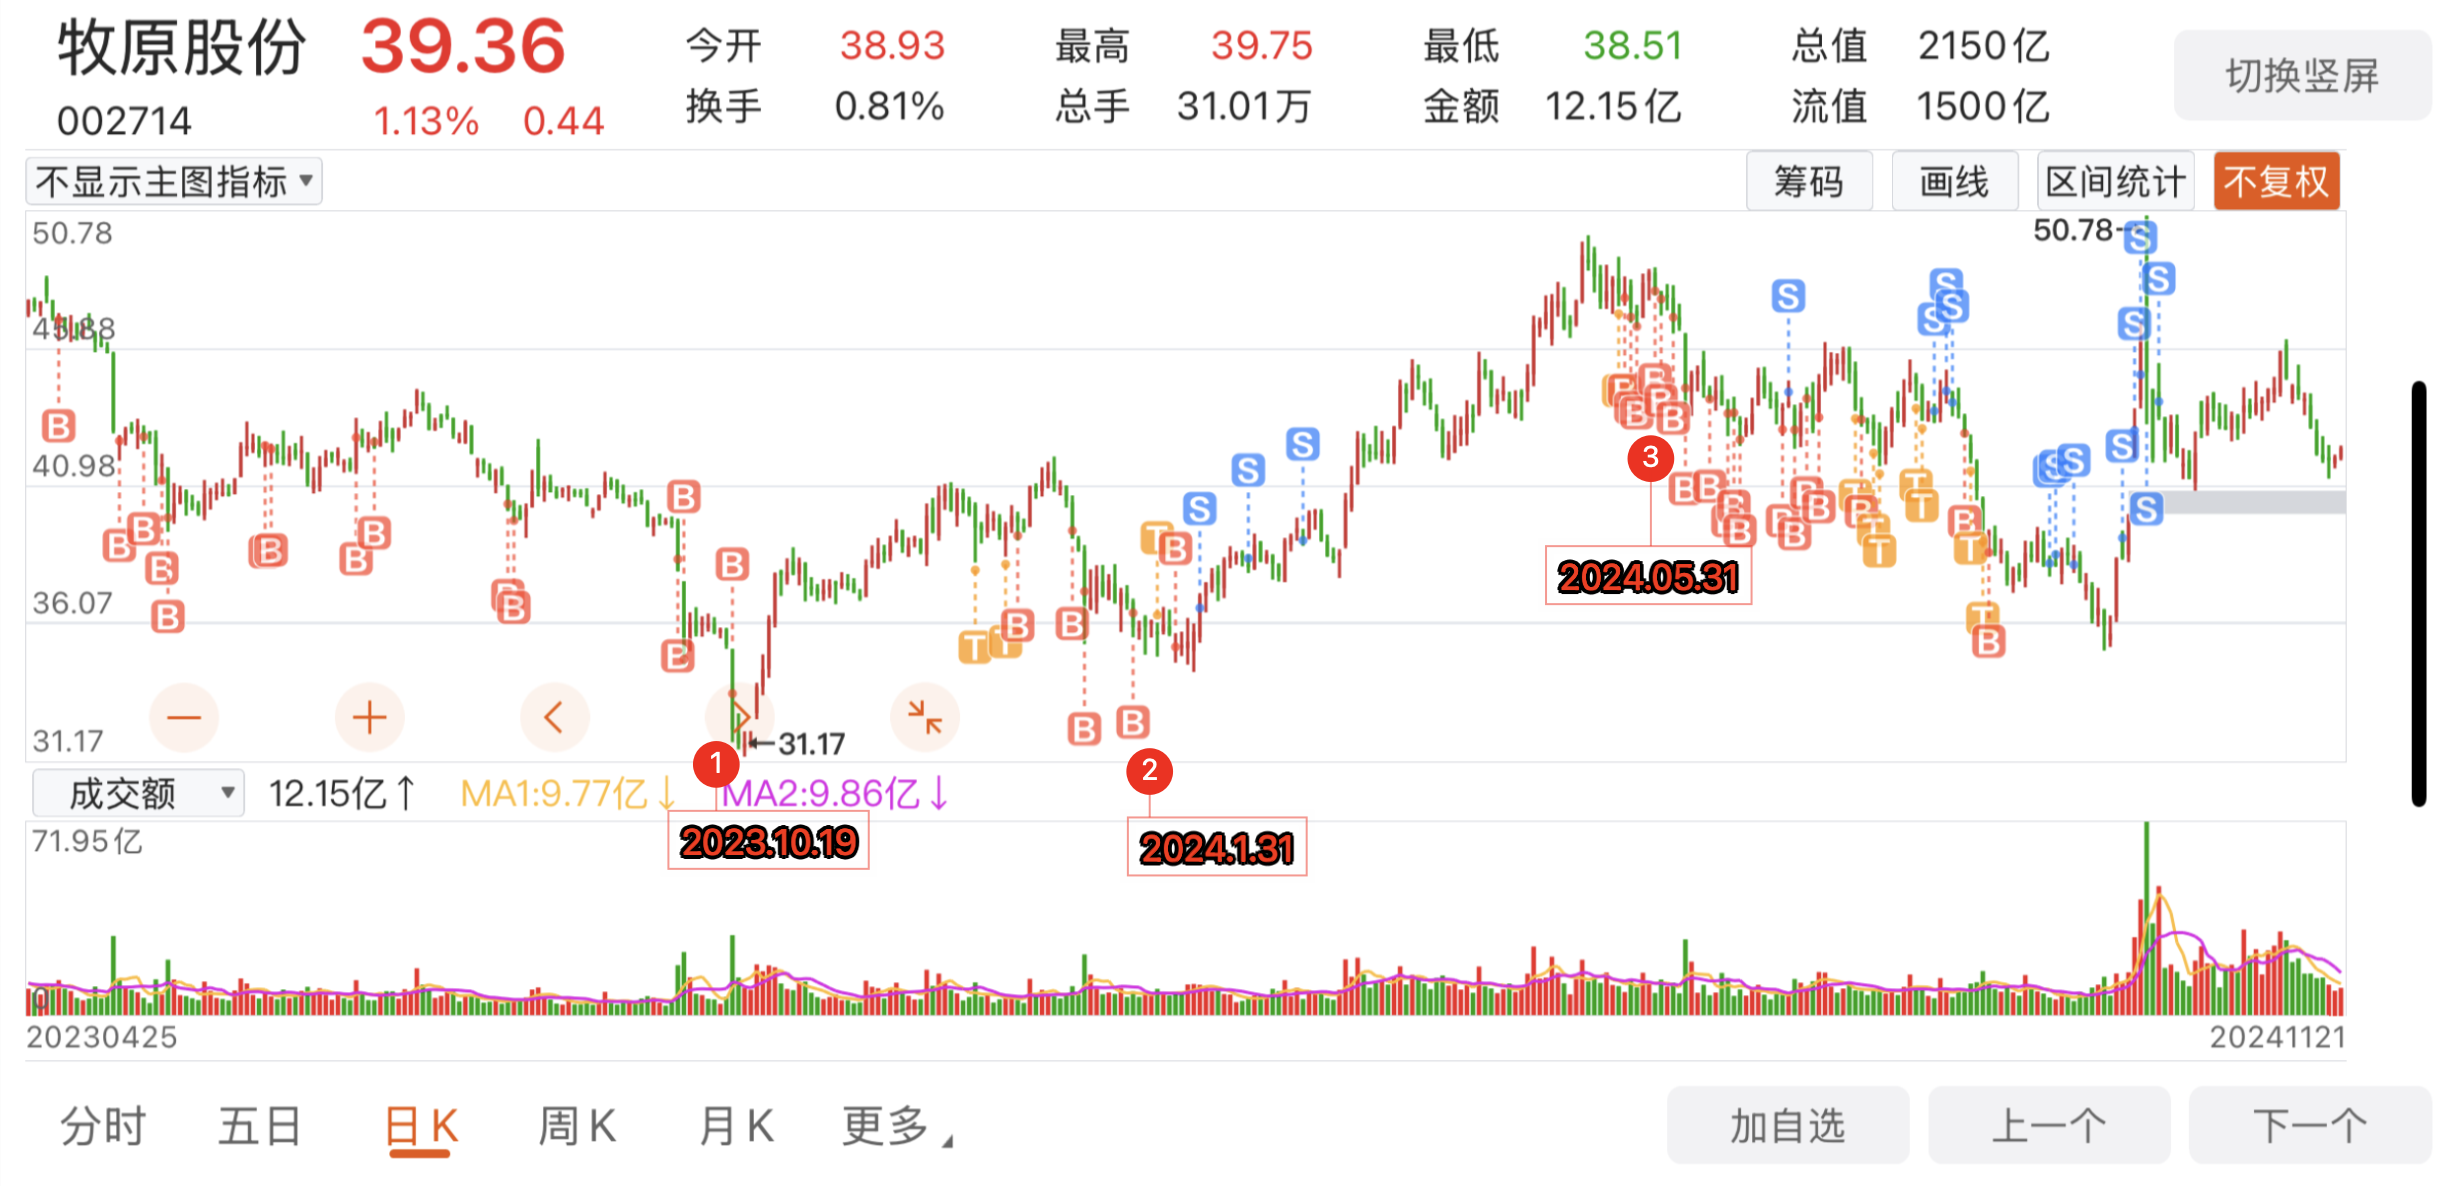 牧原股份 39.36 今开 38.93 最高 39.75 最低 38.51 总值 2150亿 切换竖屏
002714 1.13% 0.44 换手 0.81% 总手 31.01万 金额 12.15亿 流值 1500亿
不显示主图指标 筹码 画线 区间统计 不复权
50.78 50.78
S S
S S S S
S S
45.88
B B B B B B B
40.98 S S S S S S S
B B B B B B B B
3
B B B B B B B B T T
B B B B B B T B S T T B T
36.07 2024.05.31
B B B B T T B B T B
B B
31.17 31.17
1 2
成交额 12.15亿↑ MA1:9.77亿↓ MA2:9.86亿↓
71.95亿 2023.10.19 2024.1.31
0
20230425 20241121
分时 五日 日K 周K 月K 更多 加自选 上一个 下一个